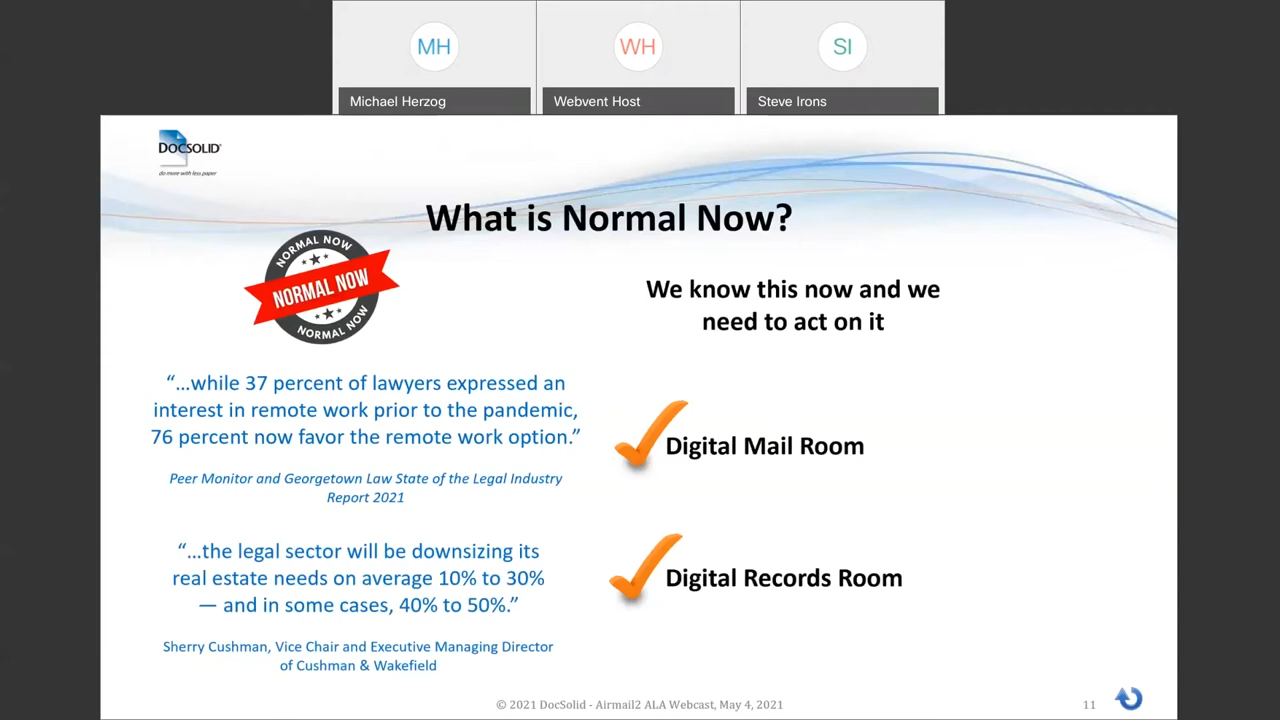 MH
WH
SI
Michael Herzog
Webvent Host
Steve Irons
DOCSOLID
do more with less paper
What is Normal Now?
NORMAL NOW
NORMAL NOW
NORMAL NOW
We know this now and we
need to act on it
“…while 37 percent of lawyers expressed an
interest in remote work prior to the pandemic,
76 percent now favor the remote work option.”
Peer Monitor and Georgetown Law State of the Legal Industry
Report 2021
Digital Mail Room
“…the legal sector will be downsizing its
real estate needs on average 10% to 30%
— and in some cases, 40% to 50%.”
Sherry Cushman, Vice Chair and Executive Managing Director
of Cushman & Wakefield
Digital Records Room
© 2021 DocSolid - Airmail2 ALA Webcast, May 4, 2021
11